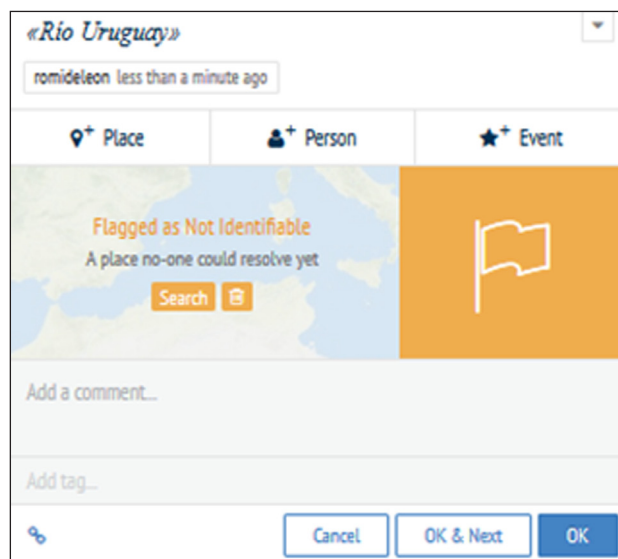 «Río Uruguay»
romideleon less than a minute ago
Place Person Event
Flagged as Not Identifiable
A place no-one could resolve yet
Search
Add a comment...
Add tag...
Cancel OK & Next OK